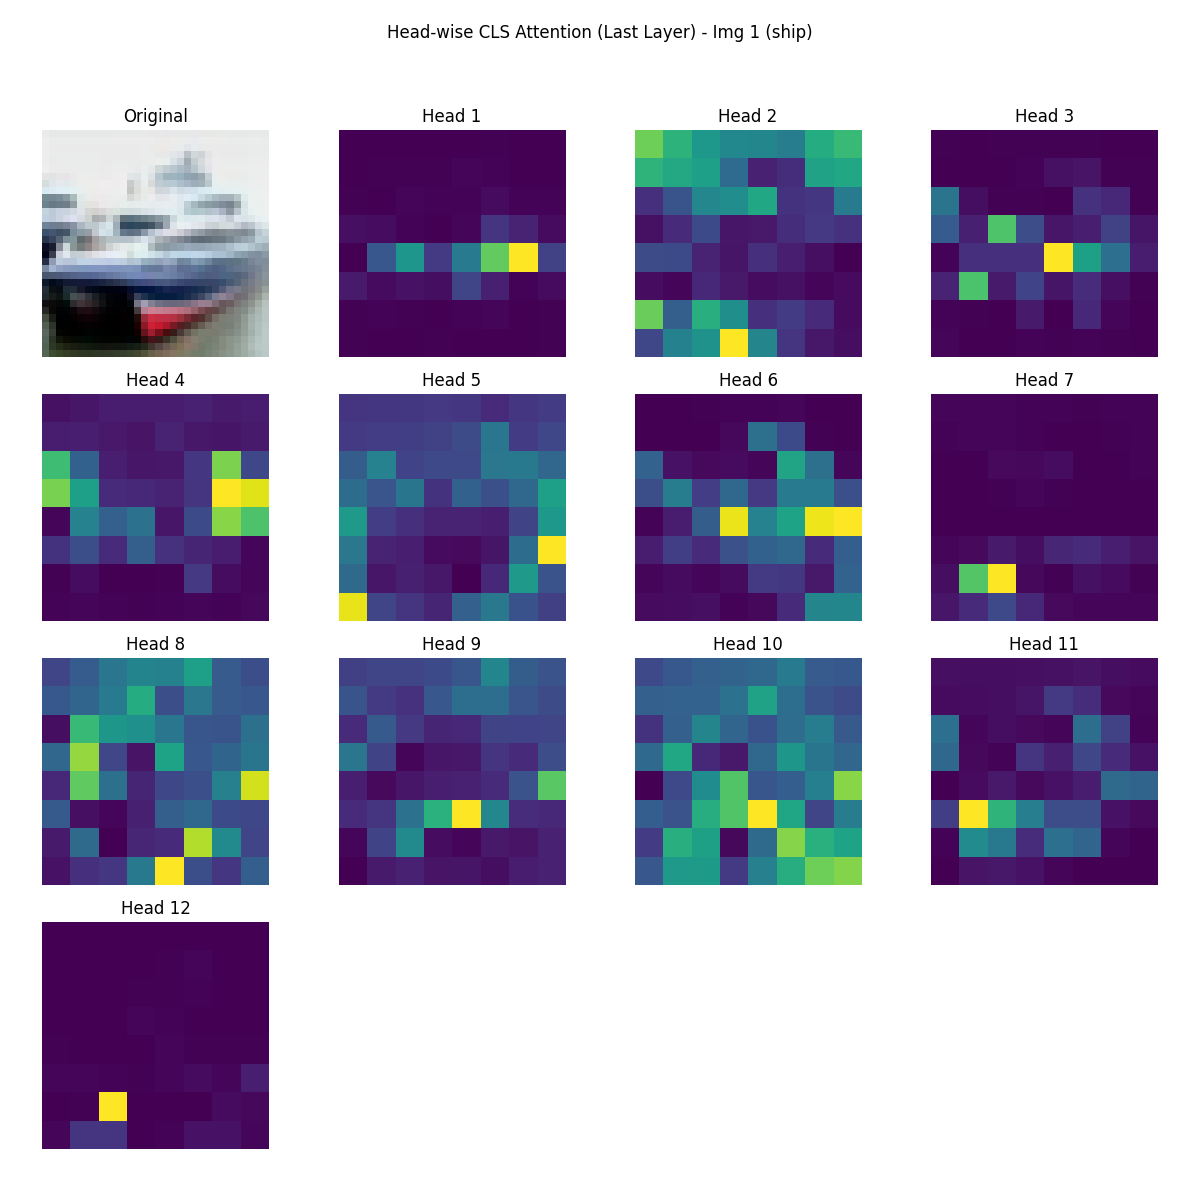 Head-wise CLS Attention (Last Layer) - Img 1 (ship)
Original
Head 1
Head 2
Head 3
Head 4
Head 5
Head 6
Head 7
Head 8
Head 9
Head 10
Head 11
Head 12